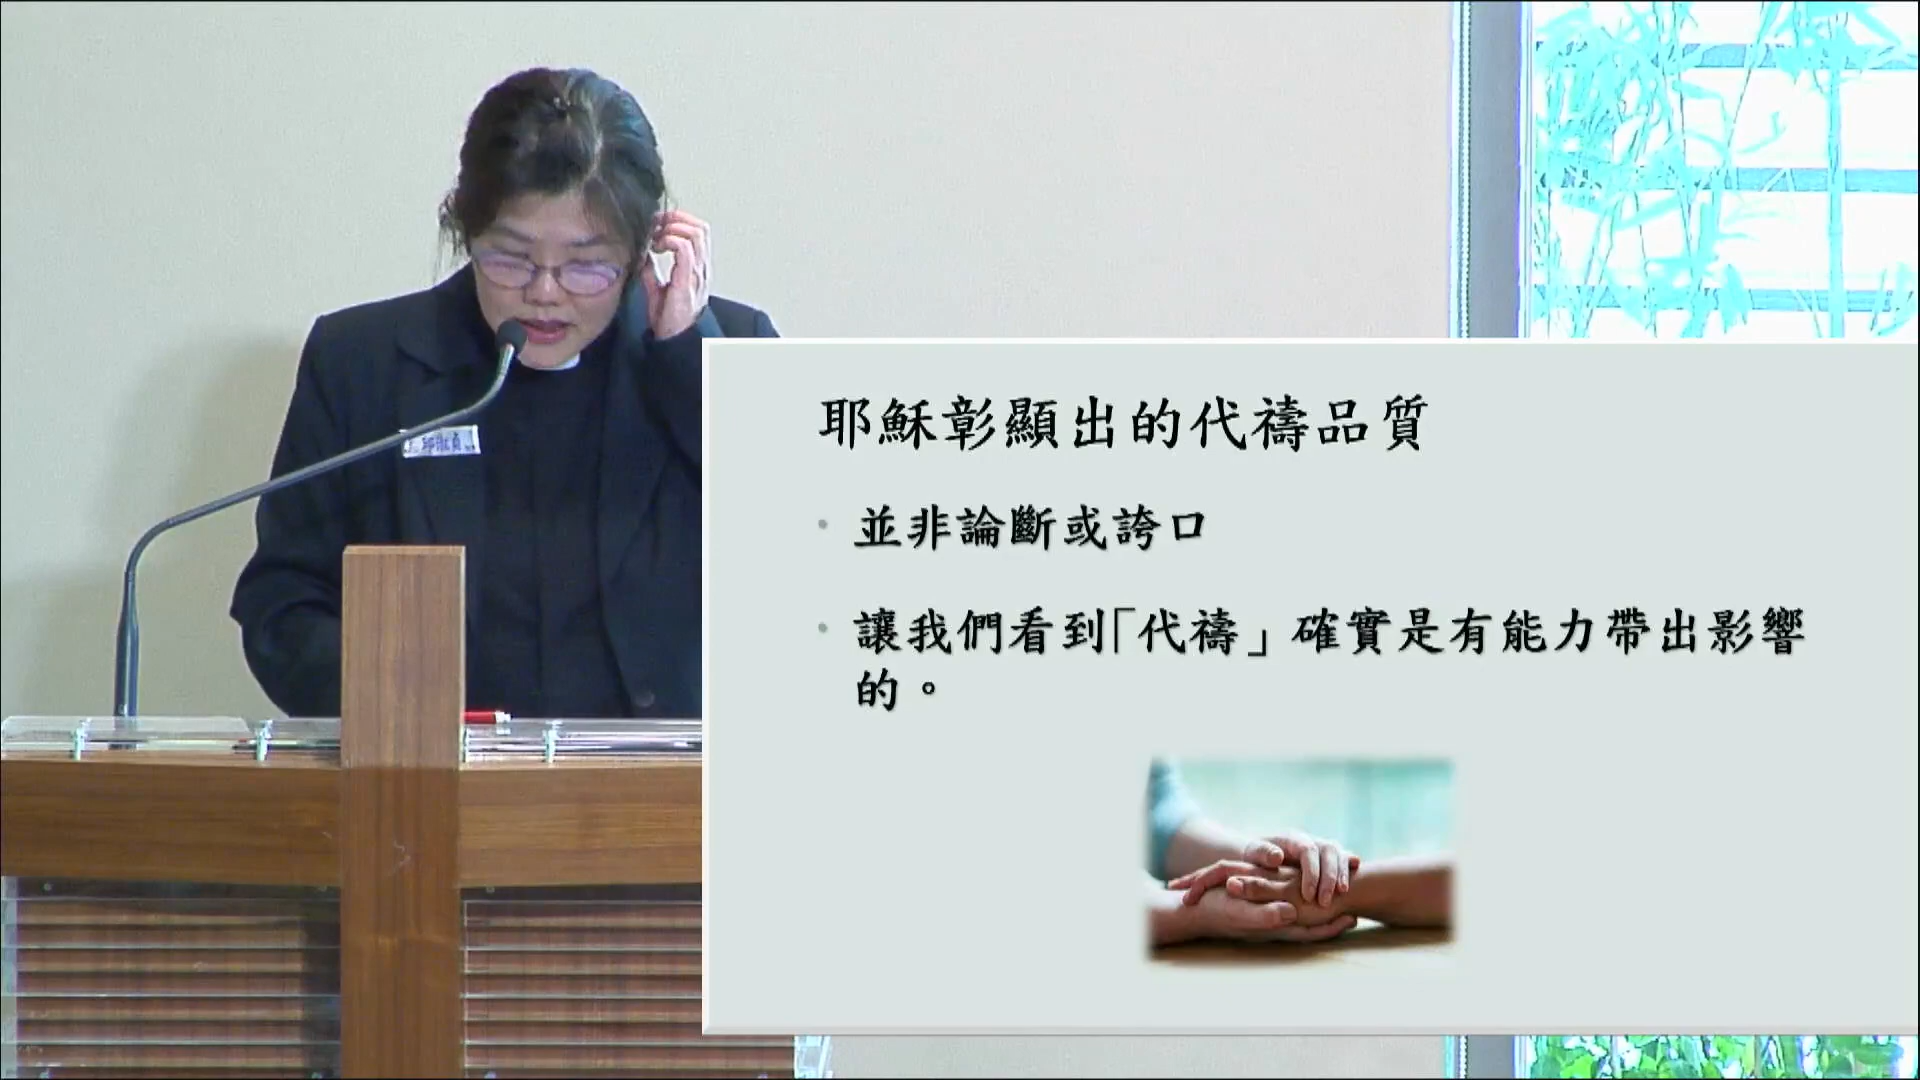 耶穌彰顯出的代禱品質
並非論斷或誇口
讓我們看到「代禱」確實是有能力帶出影響
的。